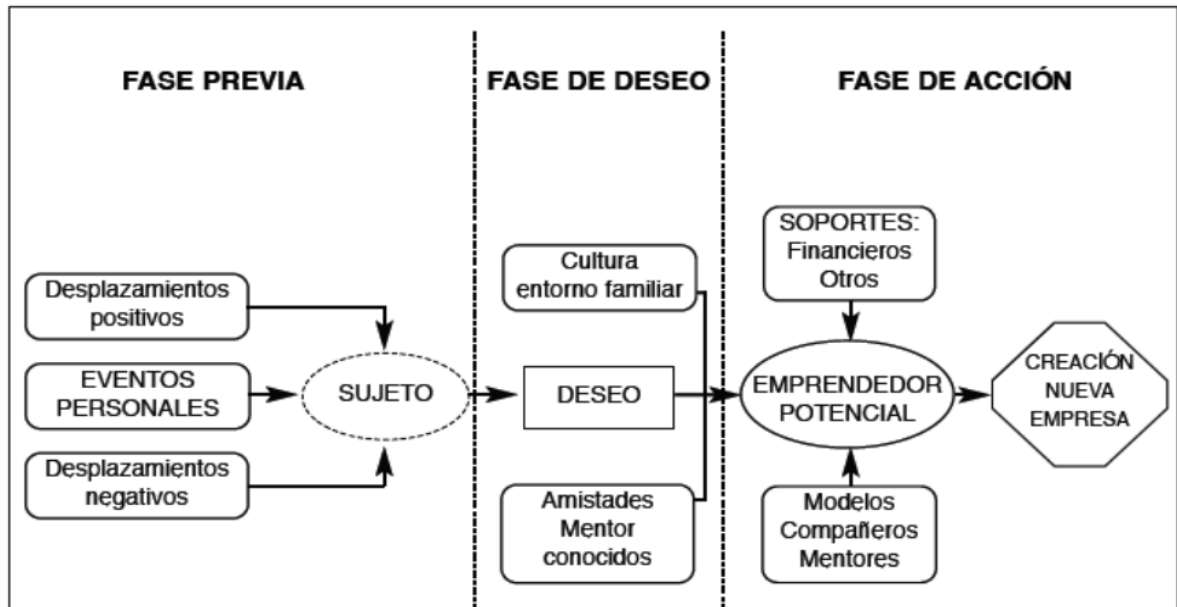 FASE PREVIA
FASE DE DESEO
FASE DE ACCIÓN
Desplazamientos
positivos
EVENTOS
PERSONALES
Desplazamientos
negativos
SUJETO
Cultura
entorno familiar
DESEO
Amistades
Mentor
conocidos
SOPORTES:
Financieros
Otros
EMPRENDEDOR
POTENCIAL
Modelos
Compañeros
Mentores
CREACIÓN
NUEVA
EMPRESA